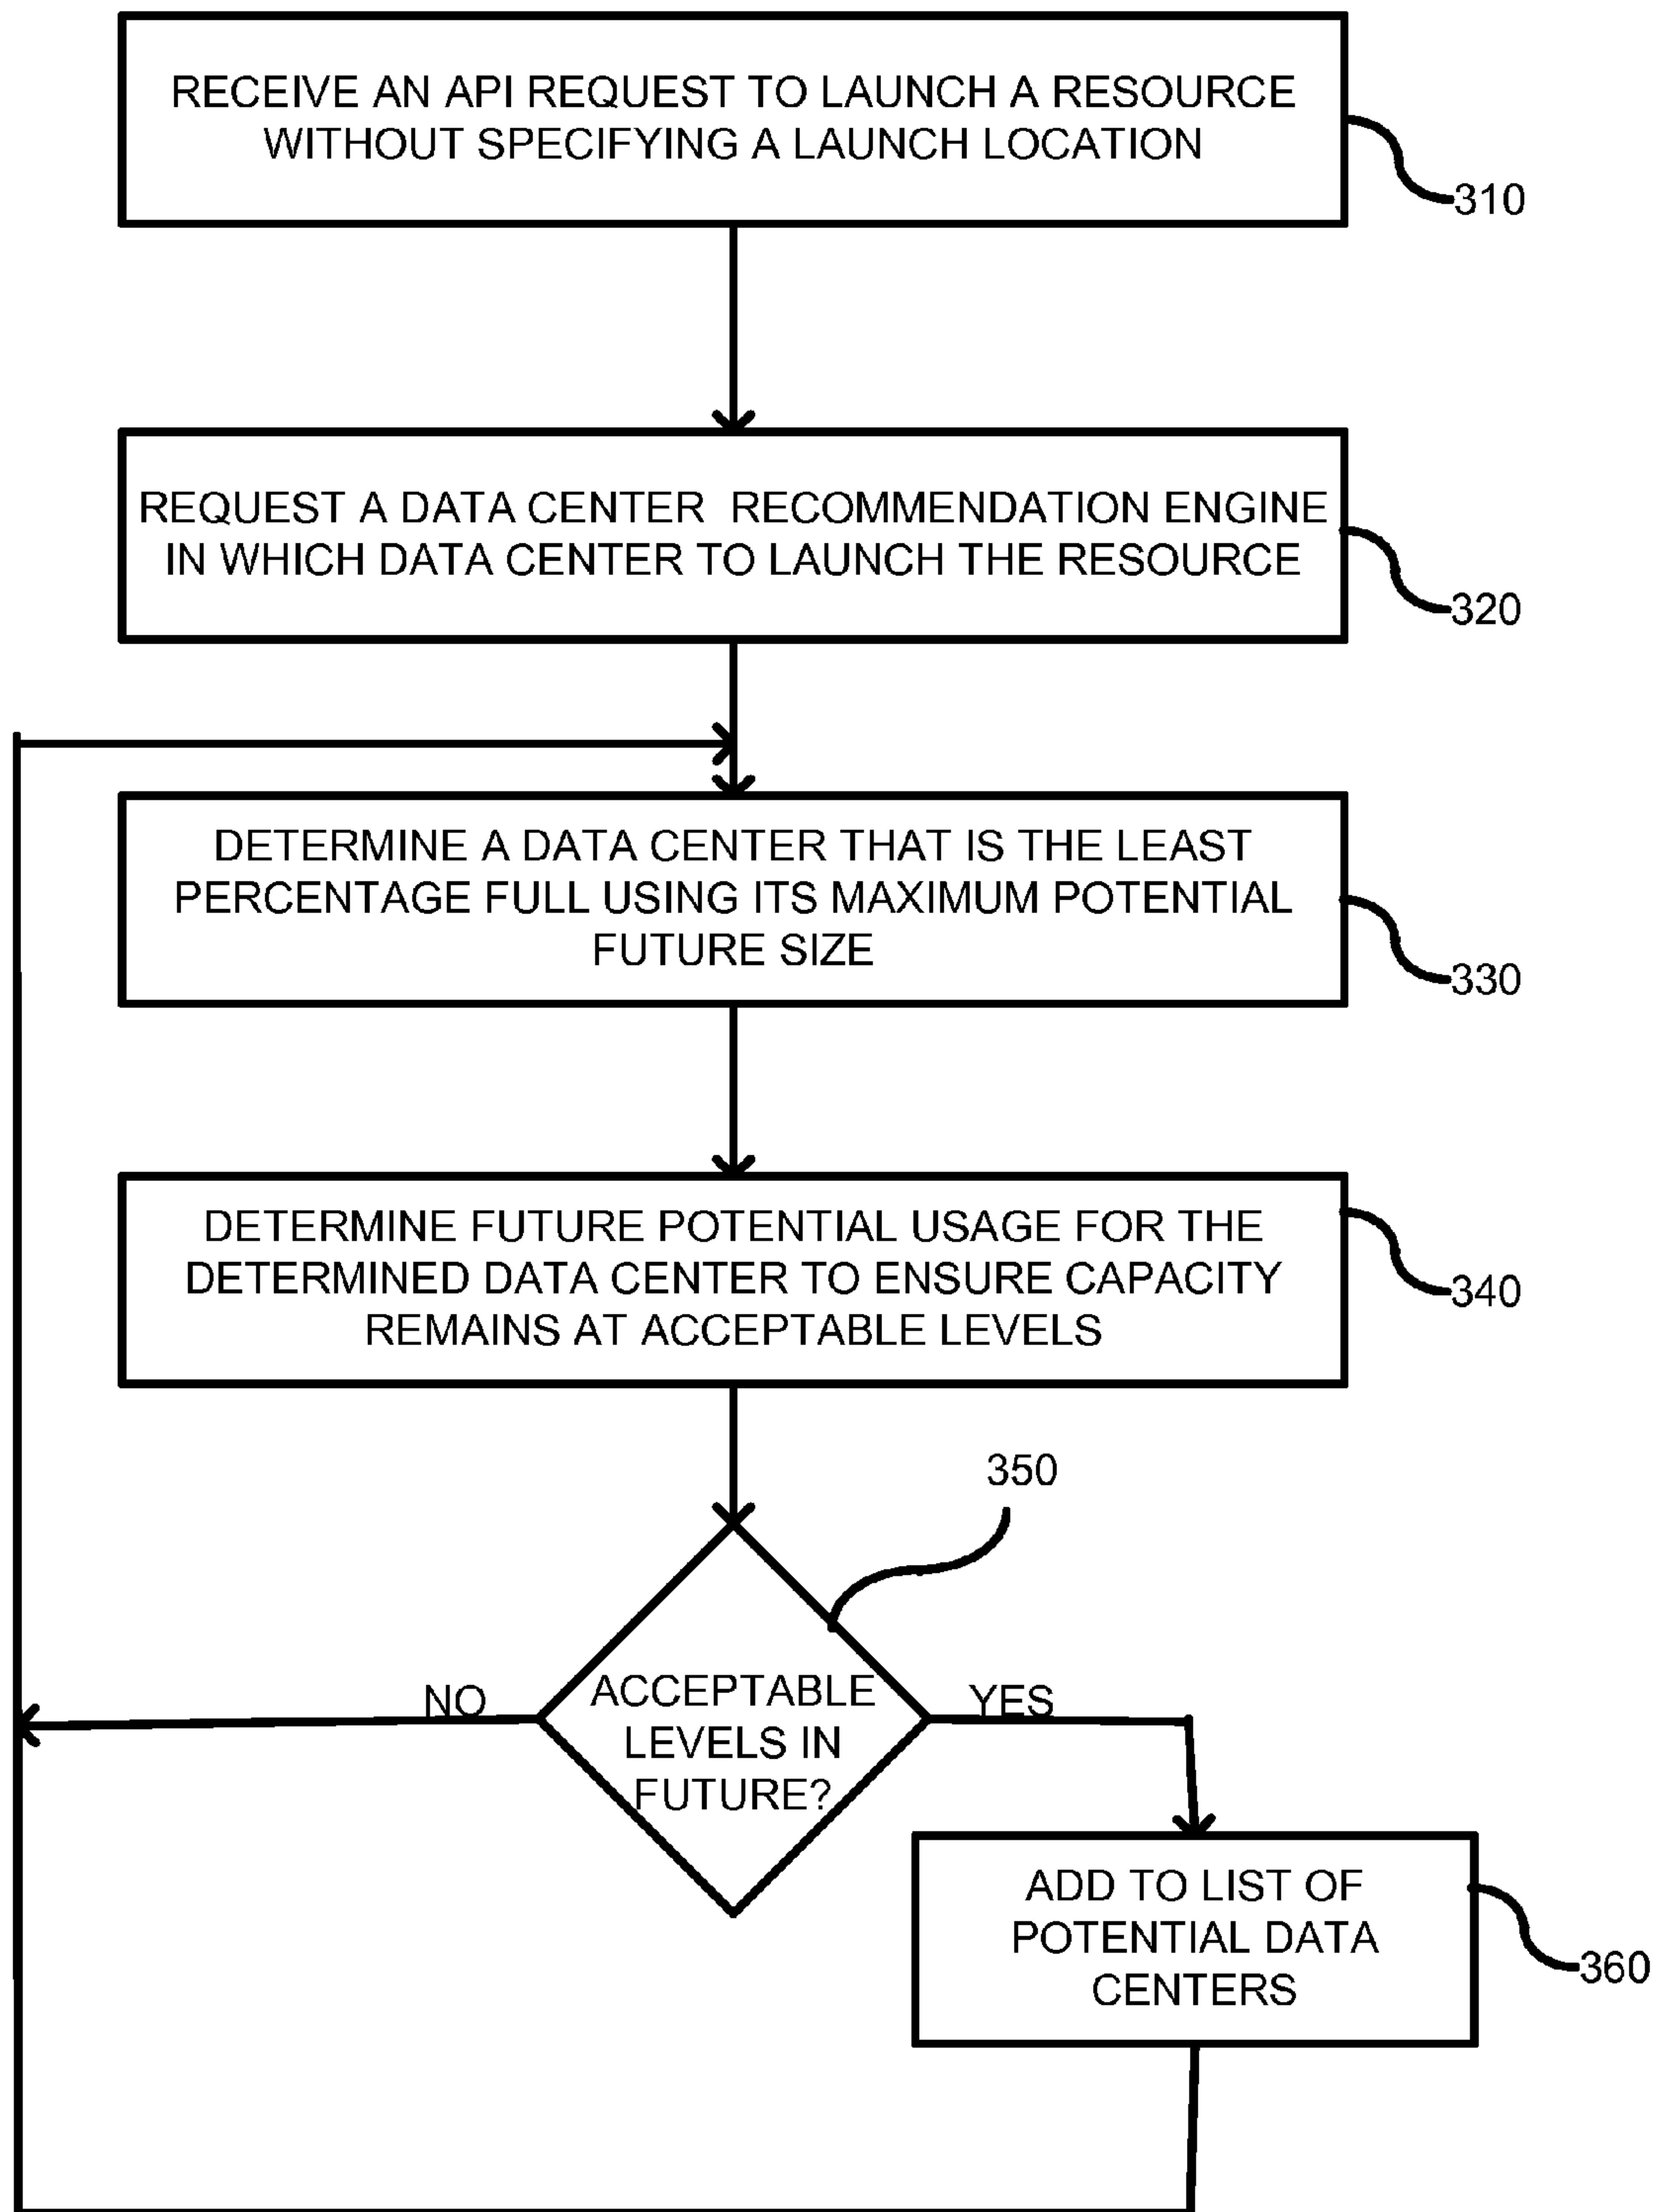 RECEIVE AN API REQUEST TO LAUNCH A RESOURCE
WITHOUT SPECIFYING A LAUNCH LOCATION
310
REQUEST A DATA CENTER RECOMMENDATION ENGINE
IN WHICH DATA CENTER TO LAUNCH THE RESOURCE
320
DETERMINE A DATA CENTER THAT IS THE LEAST
PERCENTAGE FULL USING ITS MAXIMUM POTENTIAL
FUTURE SIZE
330
DETERMINE FUTURE POTENTIAL USAGE FOR THE
DETERMINED DATA CENTER TO ENSURE CAPACITY
REMAINS AT ACCEPTABLE LEVELS
340
350
ACCEPTABLE
LEVELS IN
FUTURE?
NO
YES
ADD TO LIST OF
POTENTIAL DATA
CENTERS
360